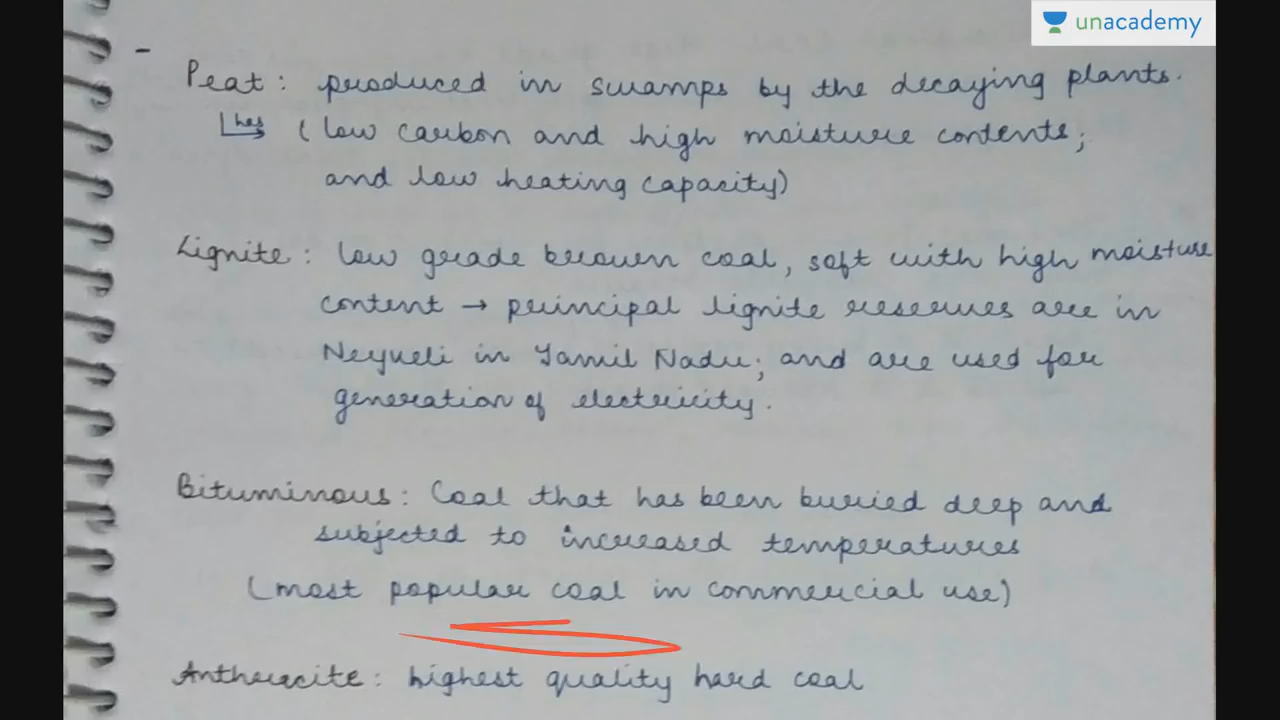 unacademy
-
Peat: produced in swamps by the decaying plants.
has (low carbon and high moisture contents;
and low heating capacity)
Lignite: low grade brown coal, soft with high moisture
content → principal lignite reserves are in
Neyveli in Tamil Nadu; and are used for
generation of electricity.
Bituminous: Coal that has been buried deep and
subjected to increased temperatures
(most popular coal in commercial use)
Anthracite: highest quality hard coal